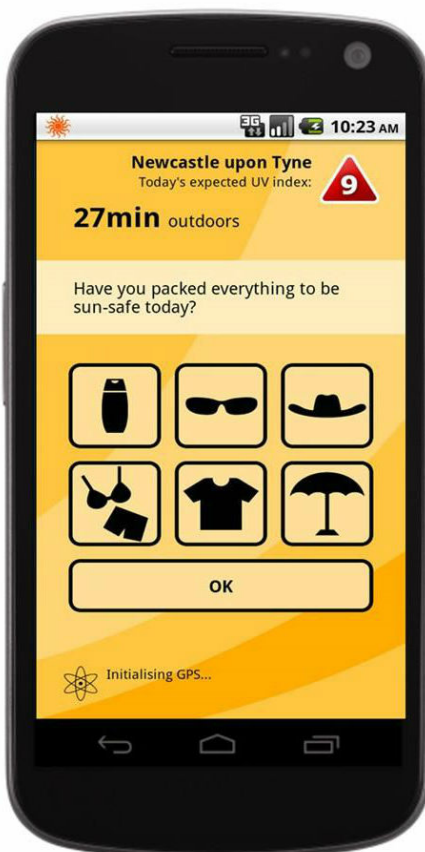 3G
10:23 AM
Newcastle upon Tyne
Today's expected UV index:
9
27min outdoors
Have you packed everything to be
sun-safe today?
OK
Initialising GPS...